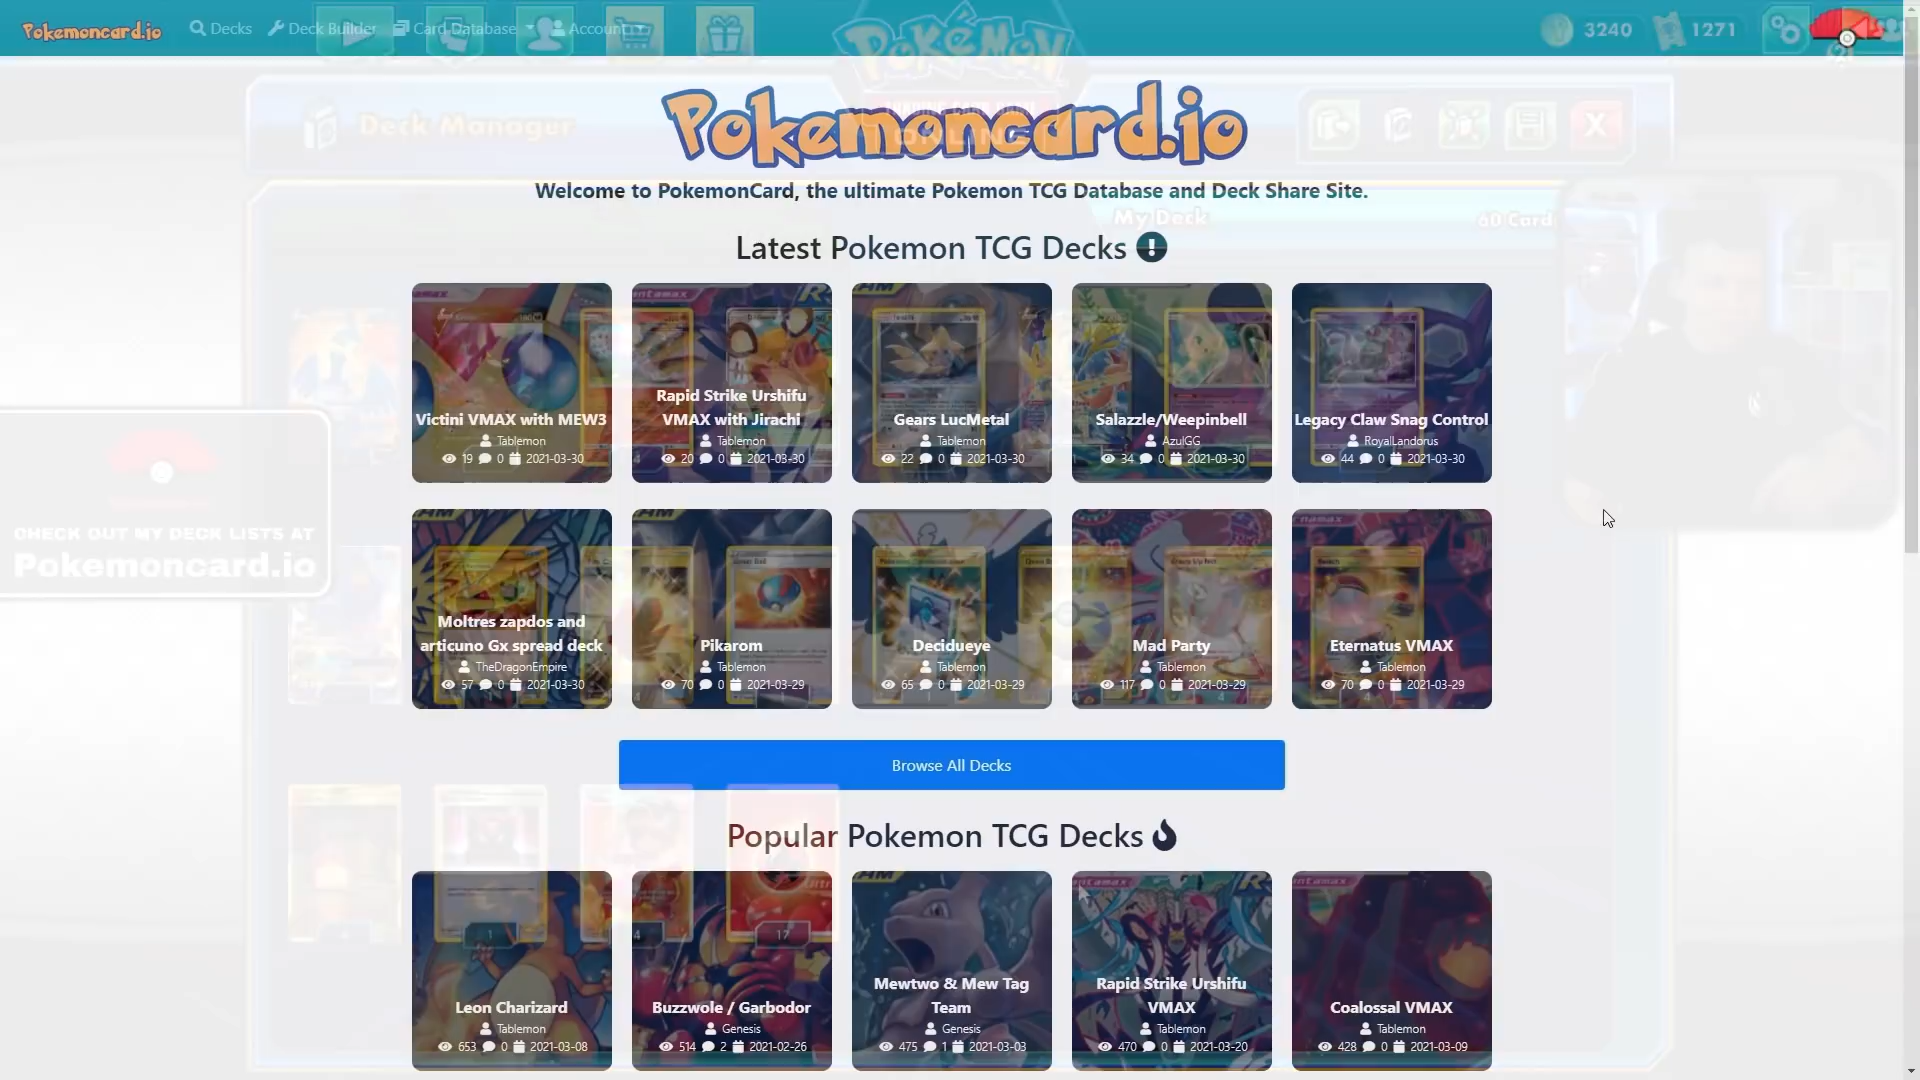 Pokemoncard.io
Decks
Deck Builder
Card Database
Account
3240
1271
Deck Manager
Pokémon
ONLINE
Pokemoncard.io
Welcome to PokemonCard, the ultimate Pokemon TCG Database and Deck Share Site.
My Deck
60 Card
Latest Pokemon TCG Decks
Victini VMAX with MEW3
Tablemon
19 0 2021-03-30
Rapid Strike Urshifu
VMAX with Jirachi
Tablemon
20 0 2021-03-30
Gears LucMetal
Tablemon
22 0 2021-03-30
Salazzle/Weepinbell
AzulGG
34 0 2021-03-30
Legacy Claw Snag Control
RoyalLandorus
44 0 2021-03-30
CHECK OUT MY DECK LISTS AT
Pokemoncard.io
Moltres zapdos and
articuno Gx spread deck
TheDragonEmpire
57 0 2021-03-30
Pikarom
Tablemon
70 0 2021-03-29
Decidueye
Tablemon
65 0 2021-03-29
Mad Party
Tablemon
117 0 2021-03-29
Eternatus VMAX
Tablemon
70 0 2021-03-29
Browse All Decks
Popular Pokemon TCG Decks
1
4
17
Leon Charizard
Tablemon
653 0 2021-03-08
Buzzwole / Garbodor
Genesis
514 2 2021-02-26
Mewtwo & Mew Tag
Team
Genesis
475 1 2021-03-03
Rapid Strike Urshifu
VMAX
Tablemon
470 0 2021-03-20
Coalossal VMAX
Tablemon
428 0 2021-03-09